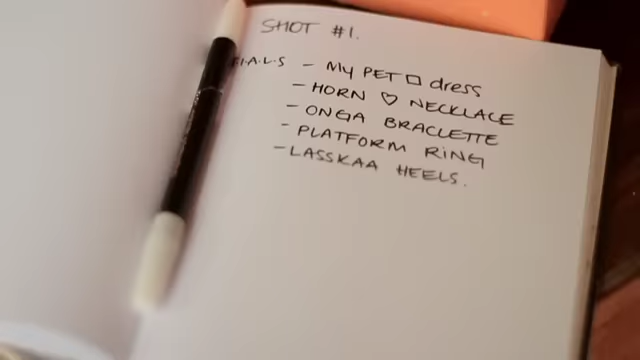 SHOT #1.
I.A.L.S - My PET □ dress
- HORN ♡ NECKLACE
- ONGA BRACLETTE
- PLATFORM RING
- LASSKAA HEELS.